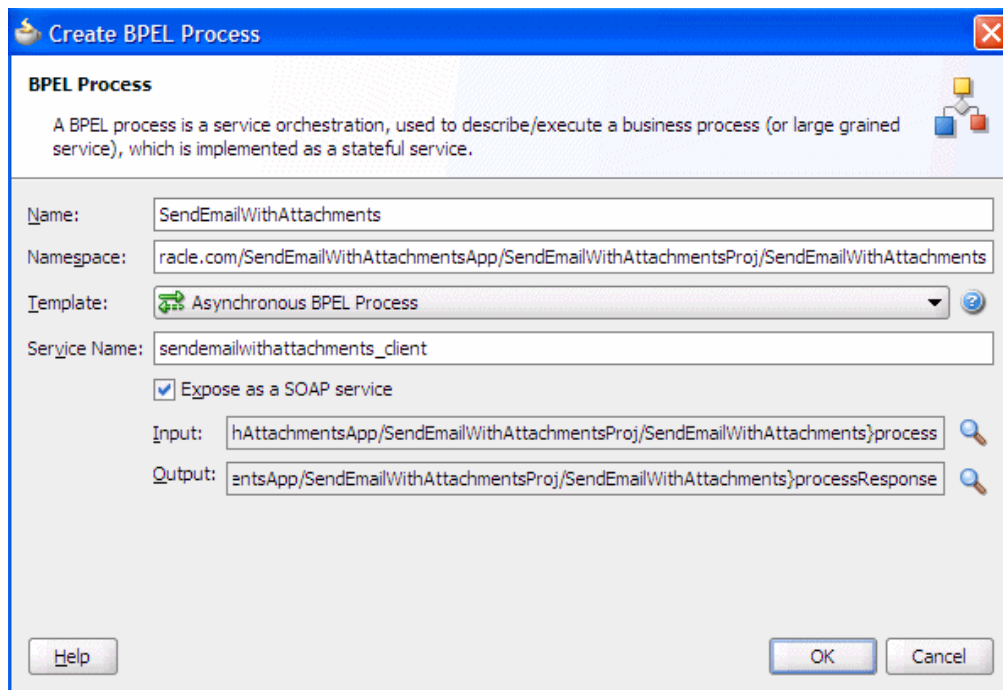 Create BPEL Process
BPEL Process
A BPEL process is a service orchestration, used to describe/execute a business process (or large grained
service), which is implemented as a stateful service.
Name: SendEmailWithAttachments
Namespace: racle.com/SendEmailWithAttachmentsApp/SendEmailWithAttachmentsProj/SendEmailWithAttachments
Template: Asynchronous BPEL Process
Service Name: sendemailwithattachments_client
Expose as a SOAP service
Input: hAttachmentsApp/SendEmailWithAttachmentsProj/SendEmailWithAttachments}process
Output: entsApp/SendEmailWithAttachmentsProj/SendEmailWithAttachments}processResponse
Help OK Cancel